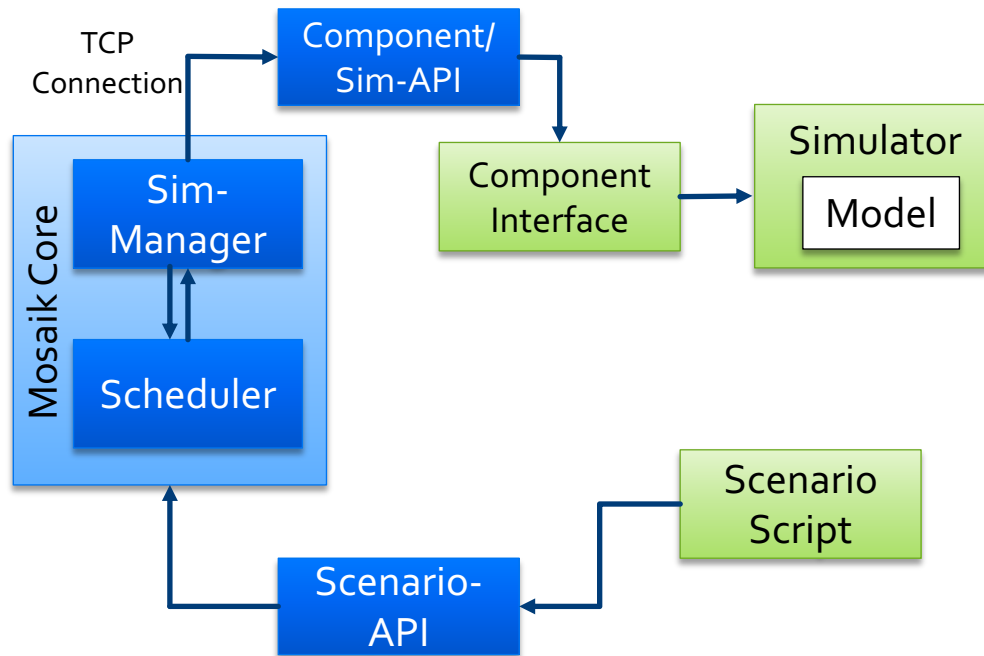 TCP
Connection
Component/
Sim-API
Component
Interface
Simulator
Model
Mosaik Core
Sim-
Manager
Scheduler
Scenario
Script
Scenario-
API